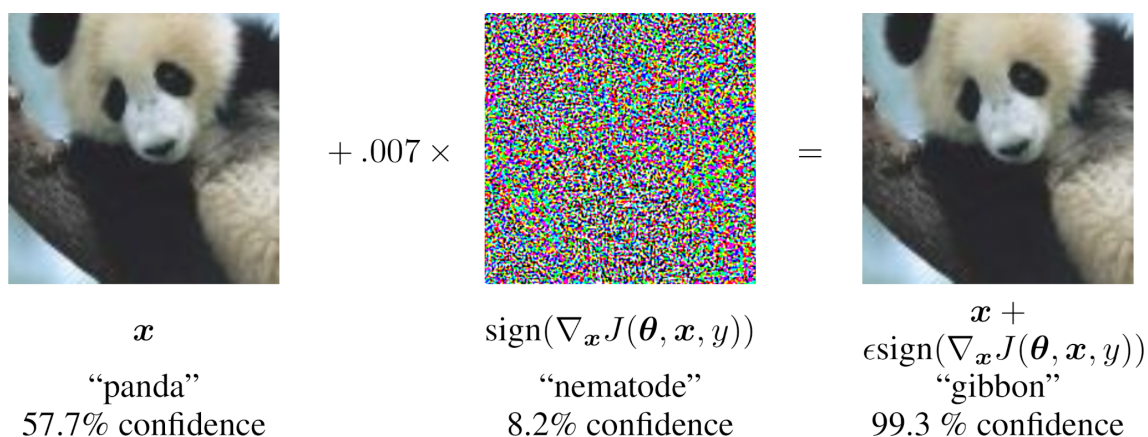 + .007 ×
=
x
sign(∇ₓJ(θ, x, y))
x +
ϵsign(∇ₓJ(θ, x, y))
“panda”
“nematode”
“gibbon”
57.7% confidence
8.2% confidence
99.3 % confidence